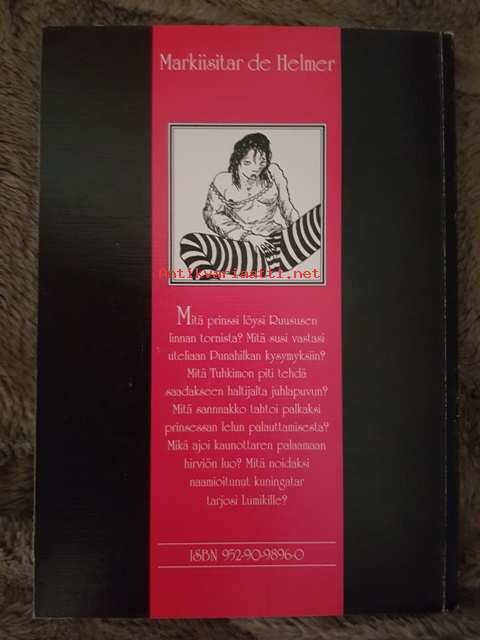 Markiisitar de Helmer
Antikvariaatti.net
Mitä prinssi löysi Ruususen
linnan tornista? Mitä susi vastasi
uteliaan Punahilkan kysymyksiin?
Mitä Tuhkimon piti tehdä
saadakseen haltijalta juhlapuvun?
Mitä sannnakko tahtoi palkaksi
prinsessan lelun palauttamisesta?
Mikä ajoi kaunottaren palaamaan
hirviön luo? Mitä noidaksi
naamioitunut kuningatar
tarjosi Lumikille?
ISBN 952-90-9896-0